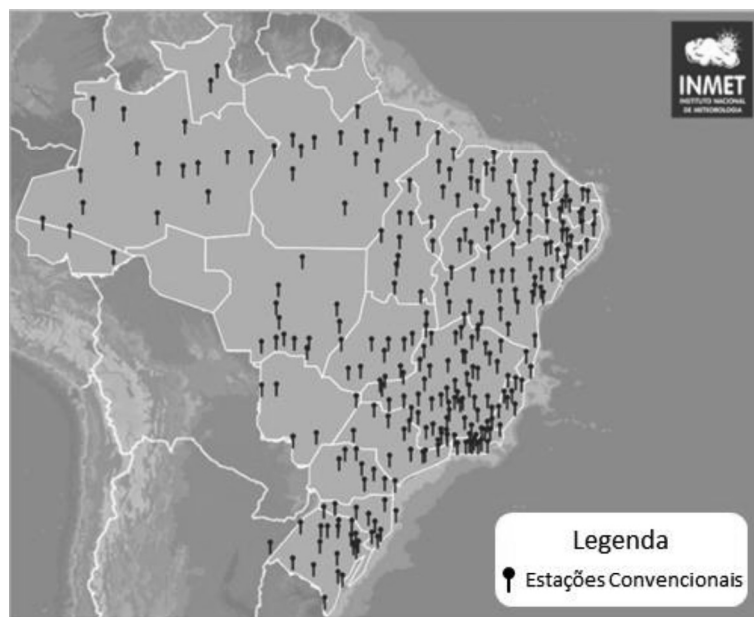 INMET
INSTITUTO NACIONAL
DE METEOROLOGIA
Legenda
Estações Convencionais